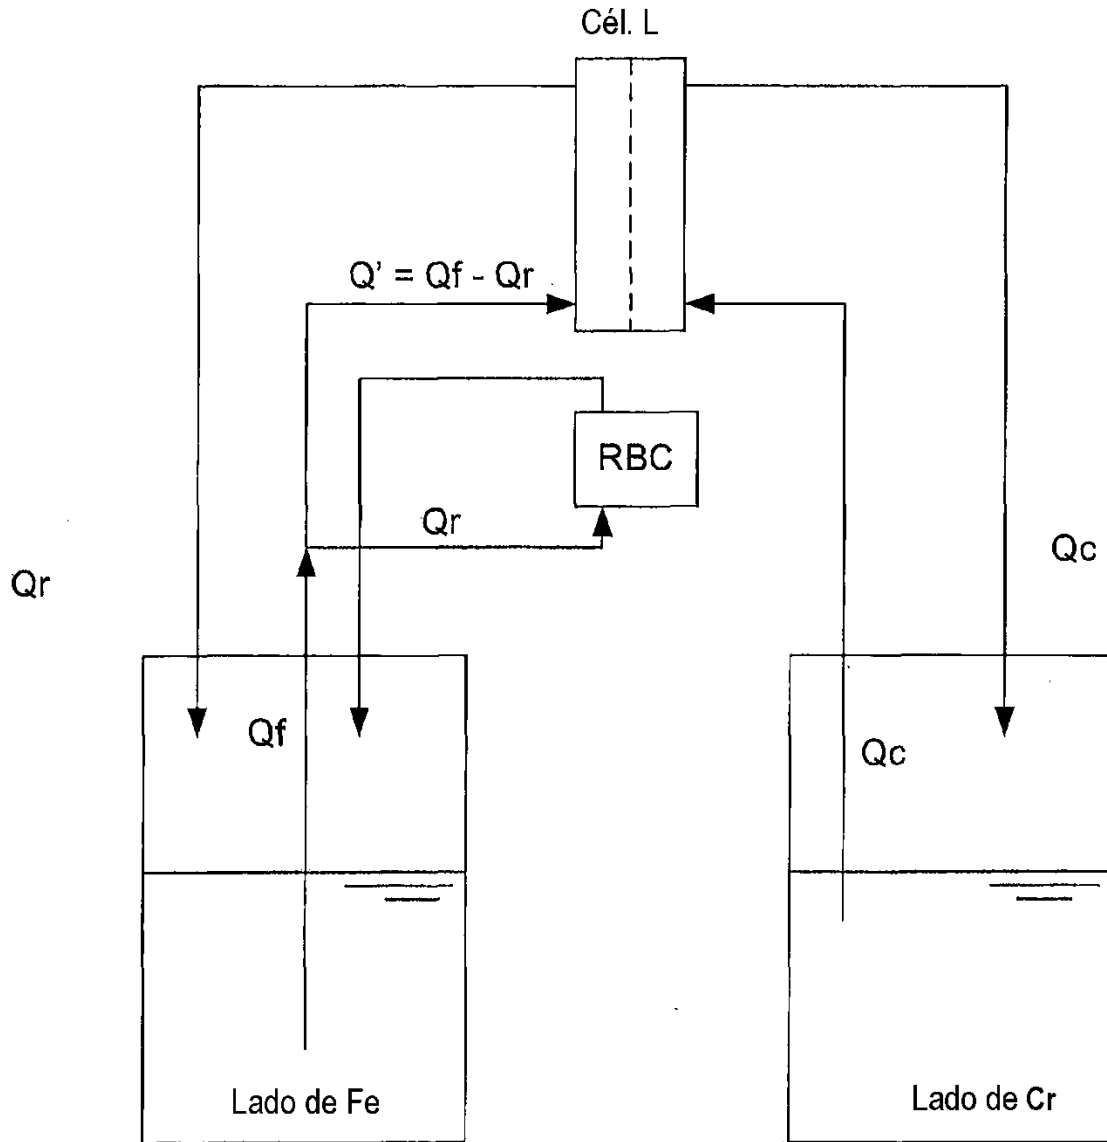 Cél. L
Q' = Qf - Qr
RBC
Qr
Qc
Qr
Qf
Qc
Lado de Fe
Lado de Cr